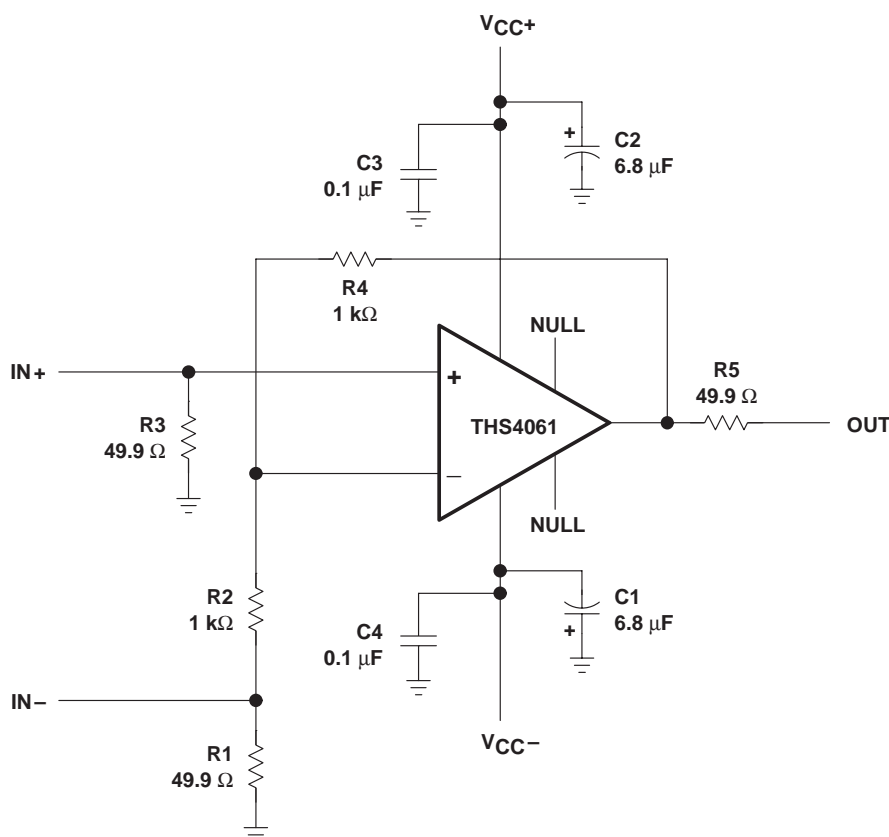 VCC+
C3
0.1 μF
+
C2
6.8 μF
R4
1 kΩ
NULL
IN+
+
R5
49.9 Ω
R3
49.9 Ω
THS4061
OUT
−
NULL
R2
1 kΩ
C4
0.1 μF
+
C1
6.8 μF
IN−
VCC−
R1
49.9 Ω